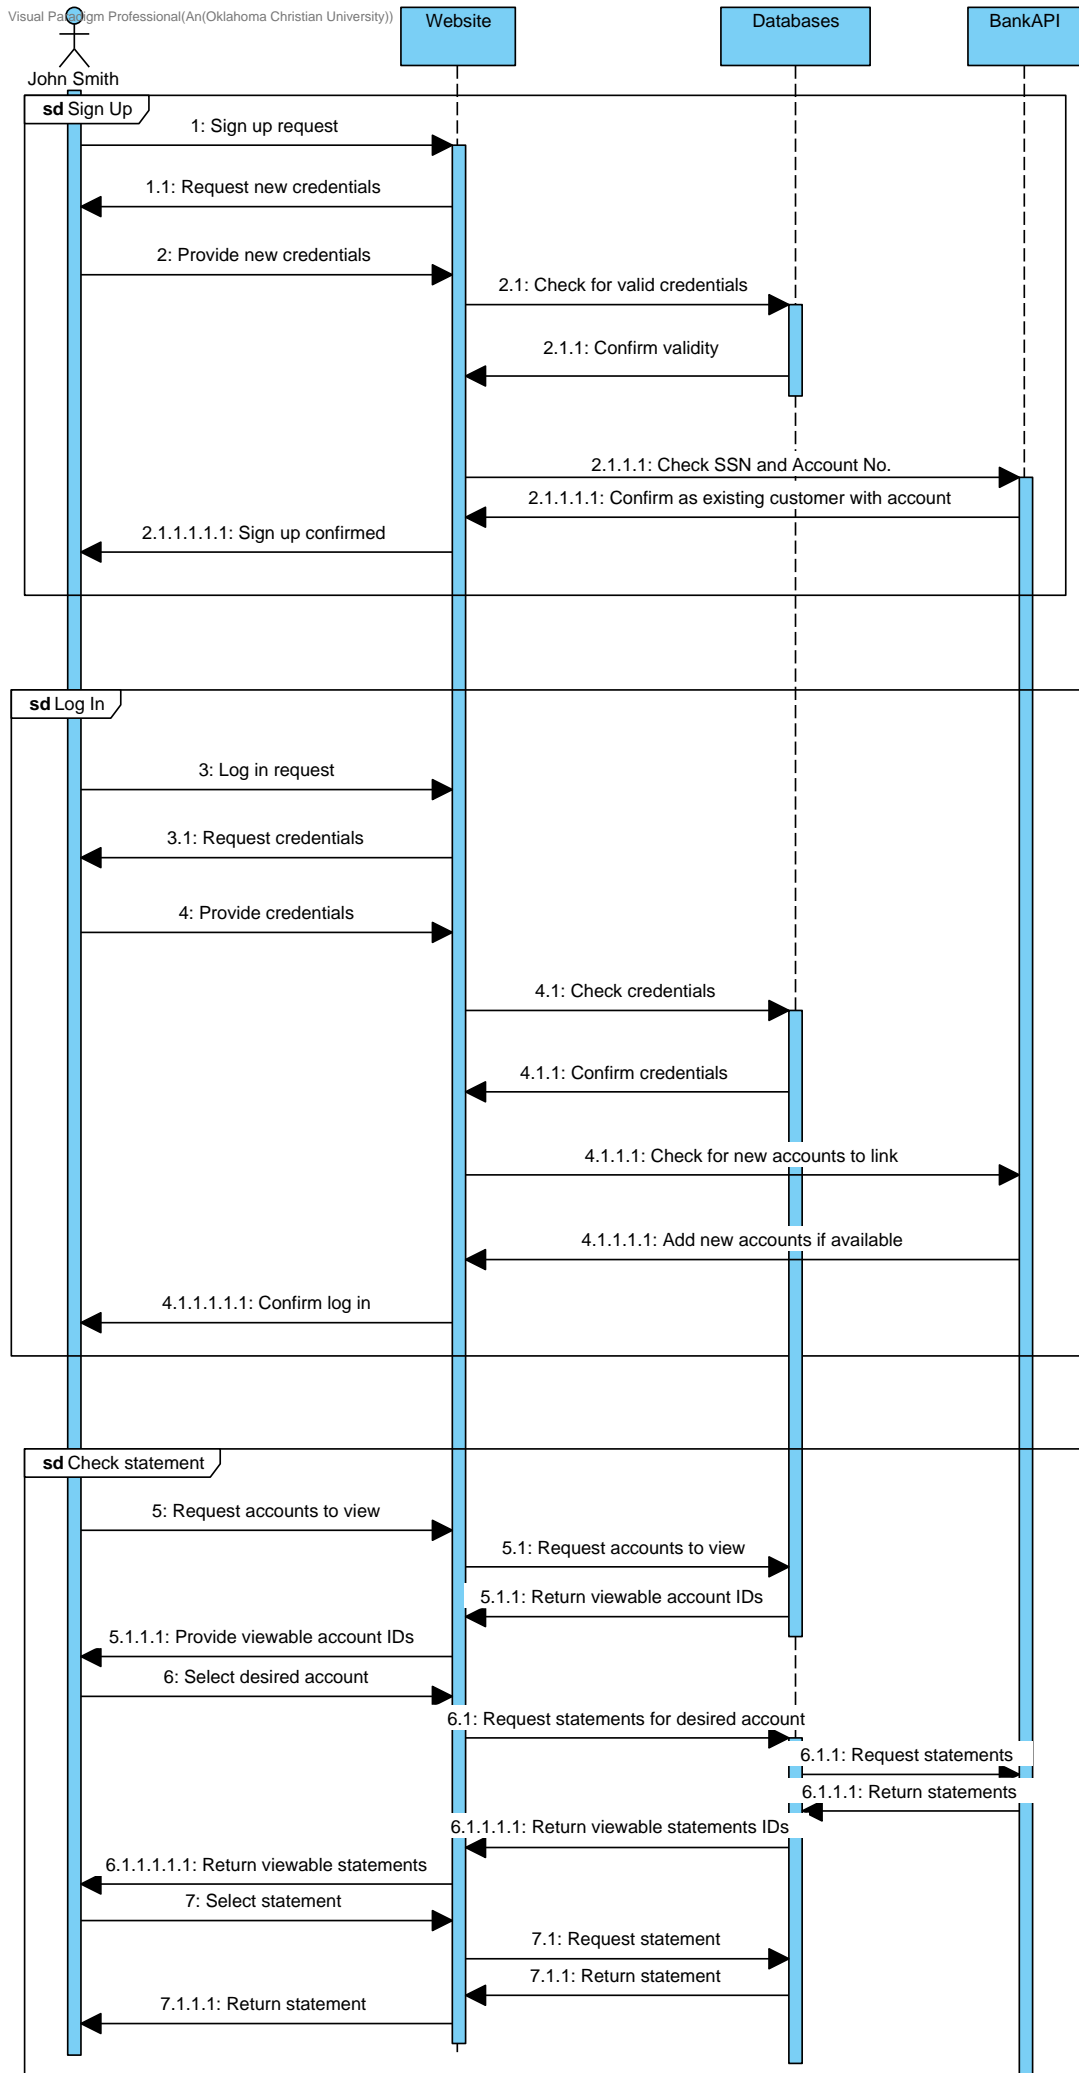 Visual Paradigm Professional(An(Oklahoma Christian University))
Website
Databases
BankAPI
John Smith
sd Sign Up
1: Sign up request
1.1: Request new credentials
2: Provide new credentials
2.1: Check for valid credentials
2.1.1: Confirm validity
2.1.1.1: Check SSN and Account No.
2.1.1.1.1: Confirm as existing customer with account
2.1.1.1.1.1: Sign up confirmed
sd Log In
3: Log in request
3.1: Request credentials
4: Provide credentials
4.1: Check credentials
4.1.1: Confirm credentials
4.1.1.1: Check for new accounts to link
4.1.1.1.1: Add new accounts if available
4.1.1.1.1.1: Confirm log in
sd Check statement
5: Request accounts to view
5.1: Request accounts to view
5.1.1: Return viewable account IDs
5.1.1.1: Provide viewable account IDs
6: Select desired account
6.1: Request statements for desired account
6.1.1: Request statements
6.1.1.1: Return statements
6.1.1.1.1: Return viewable statements IDs
6.1.1.1.1.1: Return viewable statements
7: Select statement
7.1: Request statement
7.1.1: Return statement
7.1.1.1: Return statement